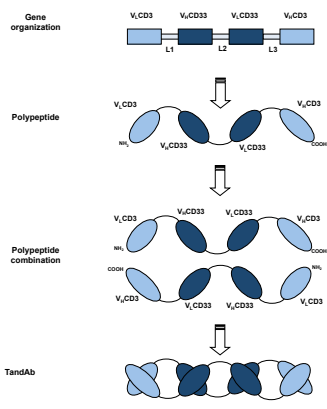 Gene
organization
VLCD3 VHCD33 VLCD33 VHCD3
L1 L2 L3
Polypeptide
VLCD3 VHCD3
NH2 VHCD33 VLCD33 COOH
Polypeptide
combination
VLCD3 VHCD33 VLCD33 VHCD3
NH2 COOH
COOH NH2
VHCD3 VLCD33 VHCD33 VLCD3
TandAb